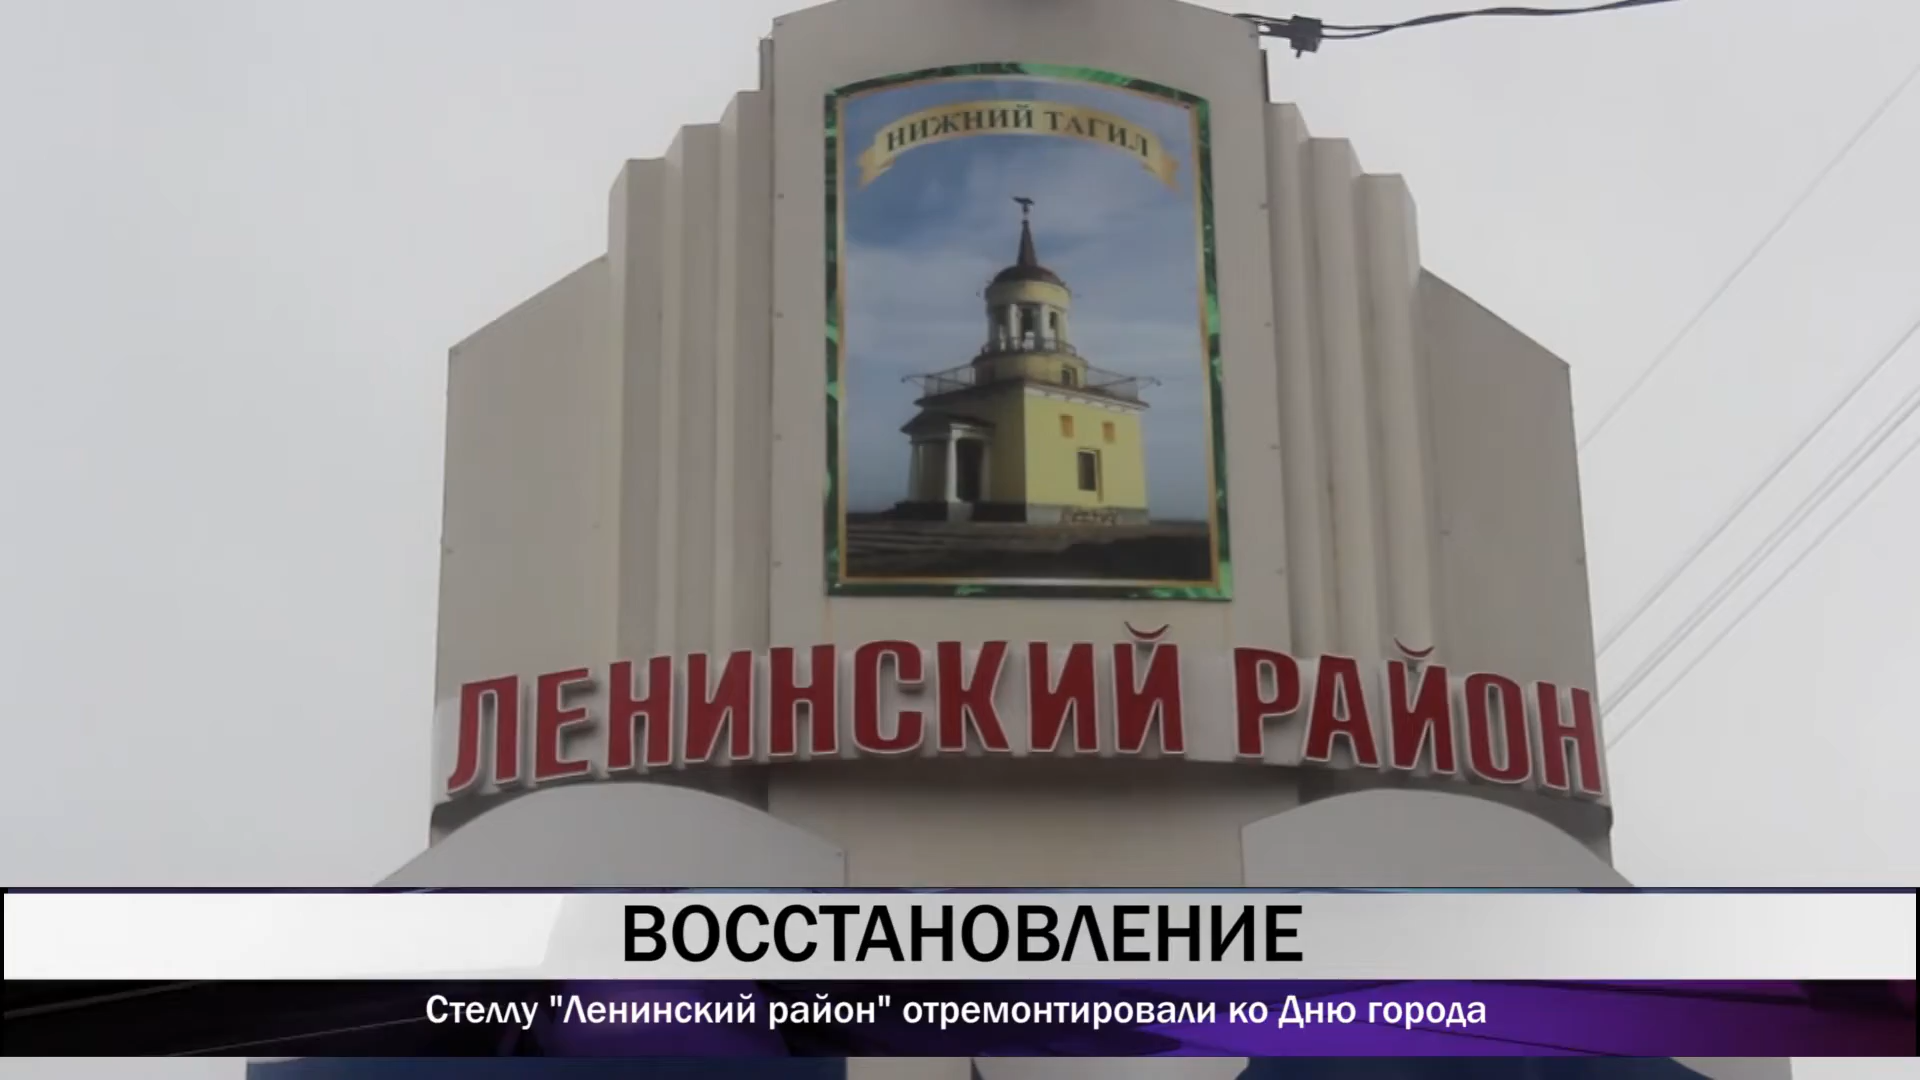 НИЖНИЙ ТАГИЛ
ЛЕНИНСКИЙ РАЙОН
ВОССТАНОВЛЕНИЕ
Стеллу "Ленинский район" отремонтировали ко Дню города